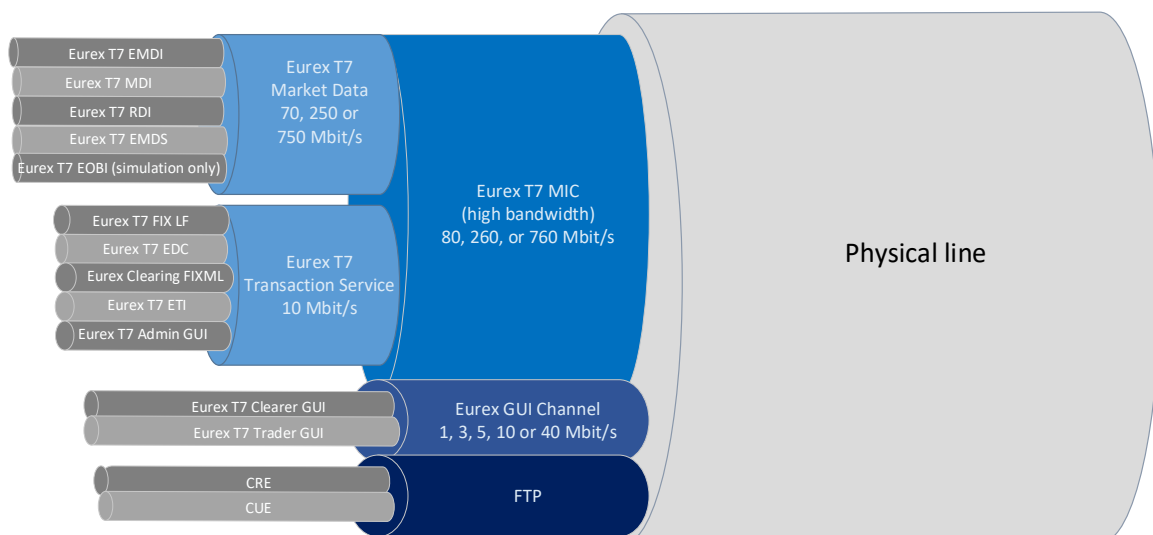 Eurex T7 EMDI
Eurex T7 MDI
Eurex T7 RDI
Eurex T7 EMDS
Eurex T7 EOBI (simulation only)
Eurex T7
Market Data
70, 250 or
750 Mbit/s
Eurex T7 FIX LF
Eurex T7 EDC
Eurex Clearing FIXML
Eurex T7 ETI
Eurex T7 Admin GUI
Eurex T7
Transaction Service
10 Mbit/s
Eurex T7 MIC
(high bandwidth)
80, 260, or 760 Mbit/s
Eurex T7 Clearer GUI
Eurex T7 Trader GUI
Eurex GUI Channel
1, 3, 5, 10 or 40 Mbit/s
CRE
CUE
FTP
Physical line